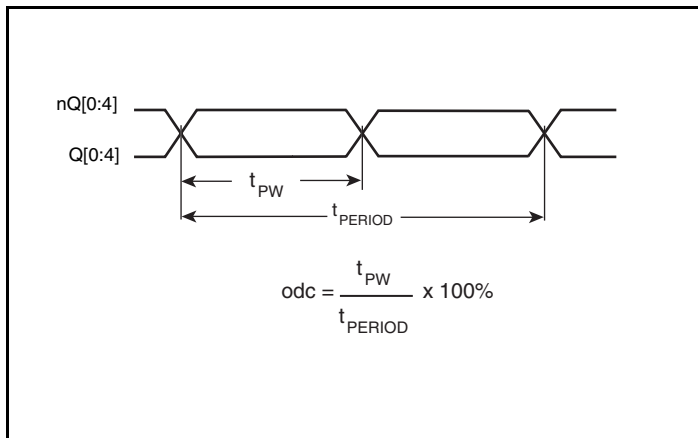 nQ[0:4]
Q[0:4]
tPW
tPERIOD
odc = tPW / tPERIOD x 100%